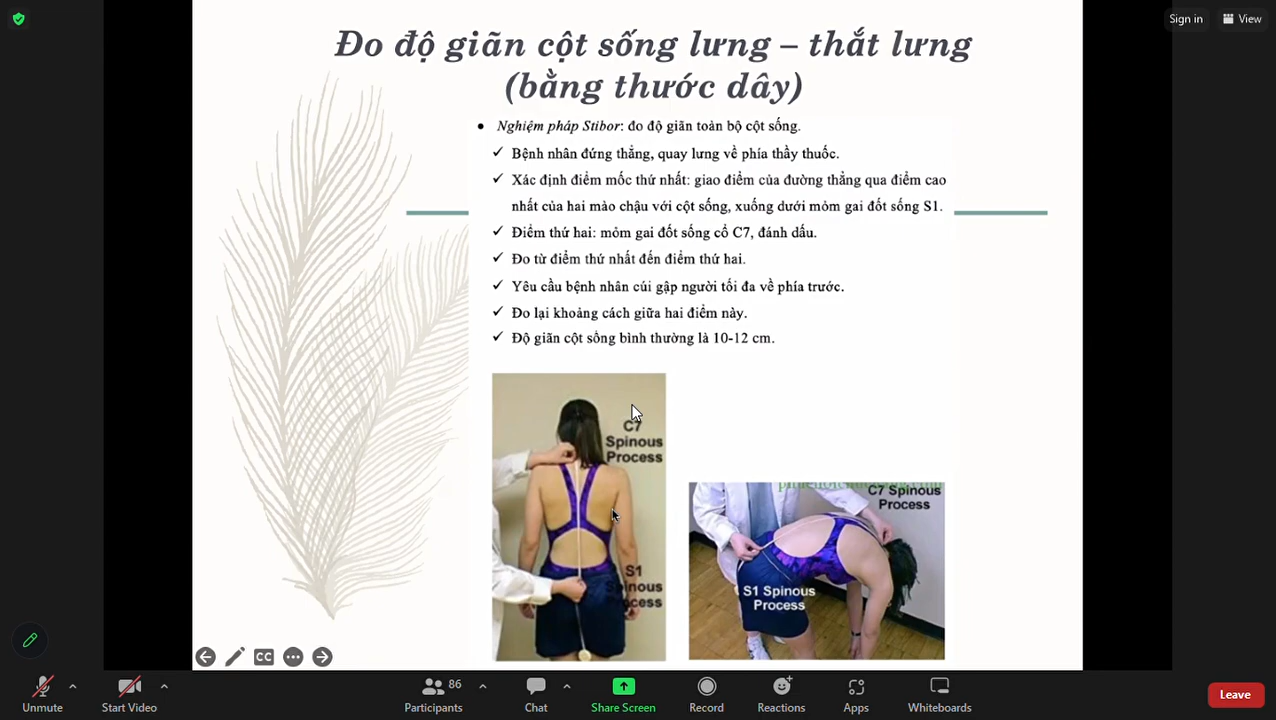 Sign in
View
Đo độ giãn cột sống lưng – thắt lưng
(bằng thước dây)
Nghiệm pháp Stibor: đo độ giãn toàn bộ cột sống.
Bệnh nhân đứng thẳng, quay lưng về phía thầy thuốc.
Xác định điểm mốc thứ nhất: giao điểm của đường thẳng qua điểm cao
nhất của hai mào chậu với cột sống, xuống dưới mỏm gai đốt sống S1.
Điểm thứ hai: mỏm gai đốt sống cổ C7, đánh dấu.
Đo từ điểm thứ nhất đến điểm thứ hai.
Yêu cầu bệnh nhân cúi gập người tối đa về phía trước.
Đo lại khoảng cách giữa hai điểm này.
Độ giãn cột sống bình thường là 10-12 cm.
C7
Spinous
Process
S1
Spinous
Process
C7 Spinous
Process
S1 Spinous
Process
CC
Unmute
Start Video
86
Participants
Chat
Share Screen
Record
Reactions
Apps
Whiteboards
Leave